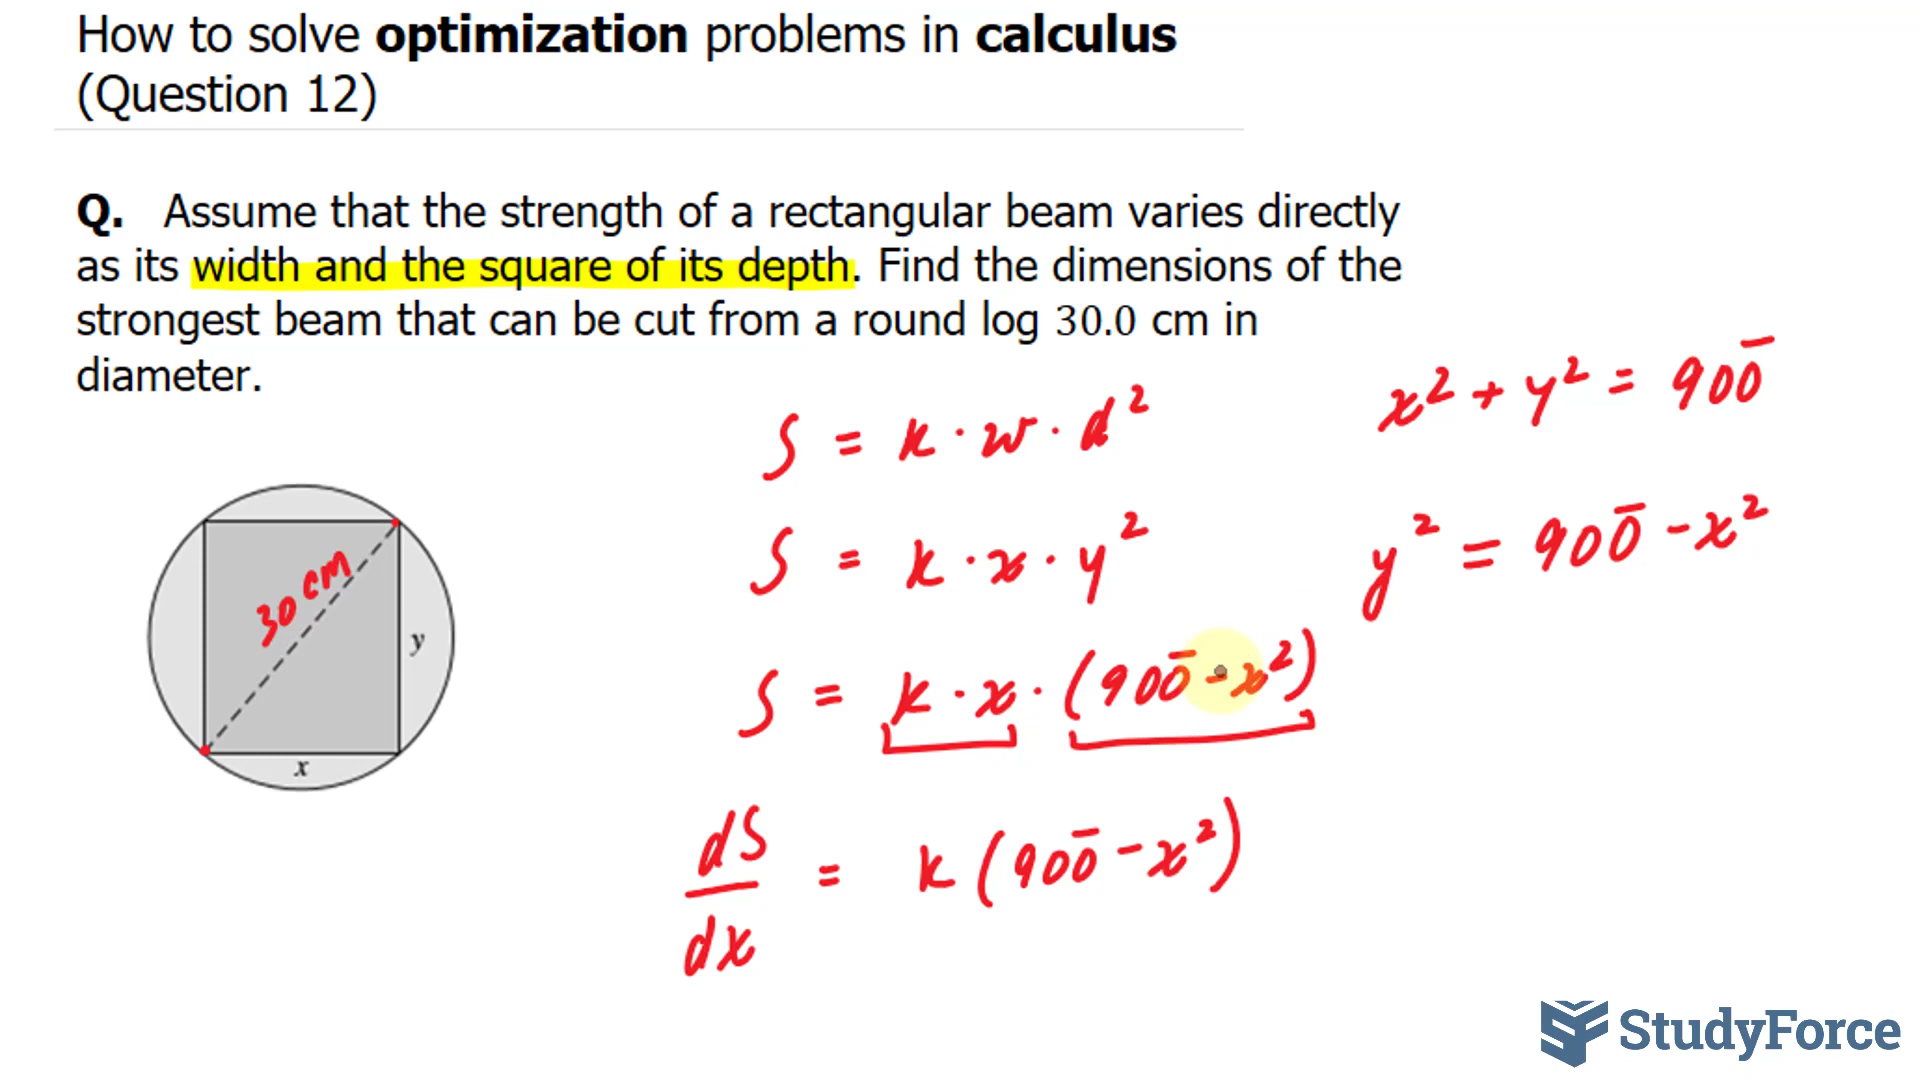 How to solve optimization problems in calculus
(Question 12)
Q. Assume that the strength of a rectangular beam varies directly
as its width and the square of its depth. Find the dimensions of the
strongest beam that can be cut from a round log 30.0 cm in
diameter.
S = k · w · d²
S = k · x · y²
S = k · x · (900̅ - x²)
dS/dx = k (900̅ - x²)
x² + y² = 900̅
y² = 900̅ - x²
30 cm
y
x
StudyForce